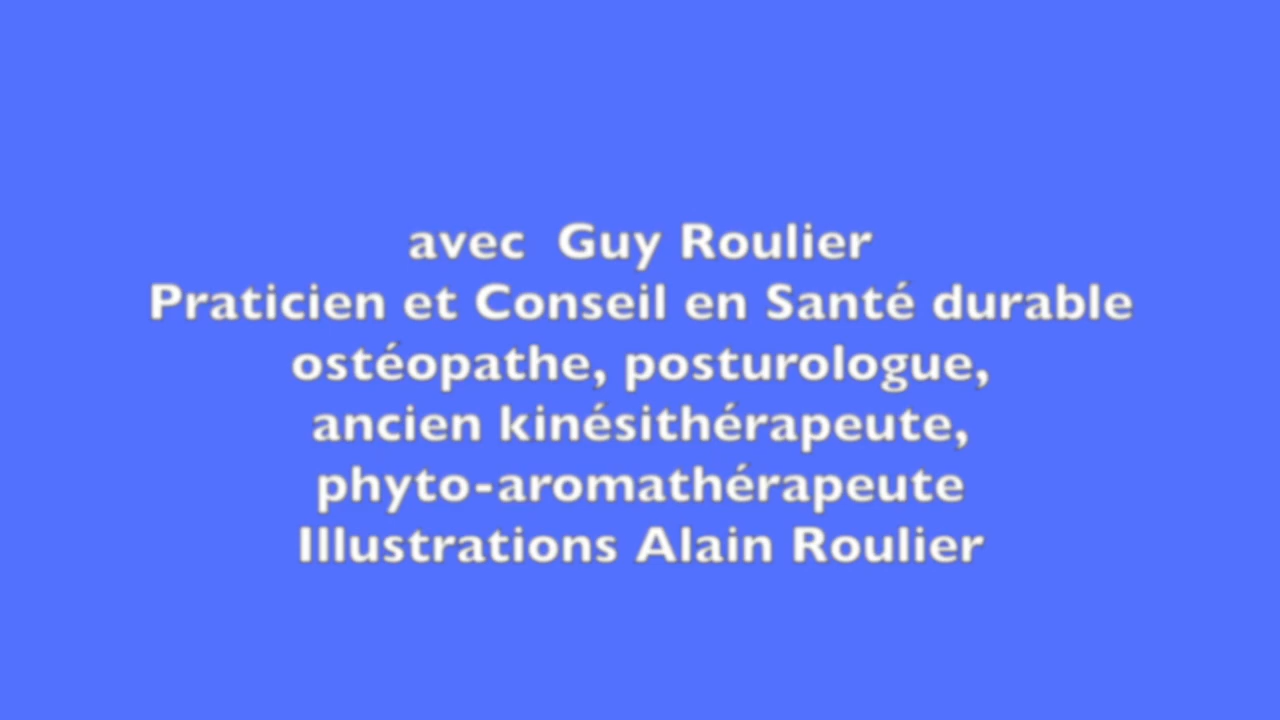 avec  Guy Roulier
Praticien et Conseil en Santé durable
ostéopathe, posturologue,
ancien kinésithérapeute,
phyto-aromathérapeute
Illustrations Alain Roulier